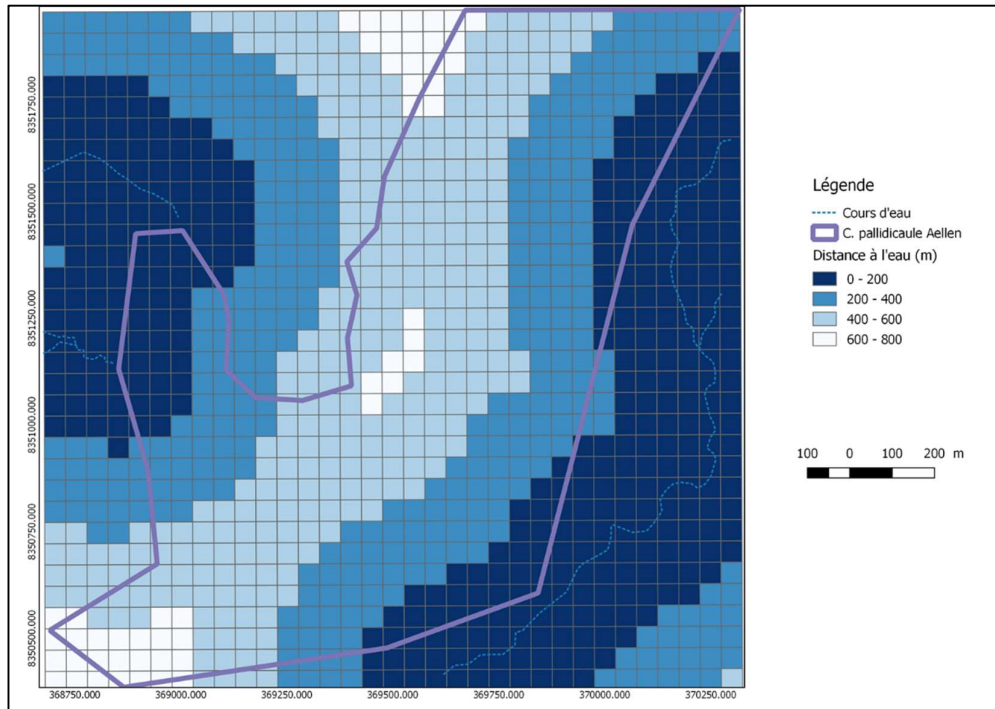 8351750.000
8351500.000
8351250.000
8351000.000
8350750.000
8350500.000
368750.000 369000.000 369250.000 369500.000 369750.000 370000.000 370250.000
Légende
Cours d'eau
C. pallidicaule Aellen
Distance à l'eau (m)
0 - 200
200 - 400
400 - 600
600 - 800
100 0 100 200 m